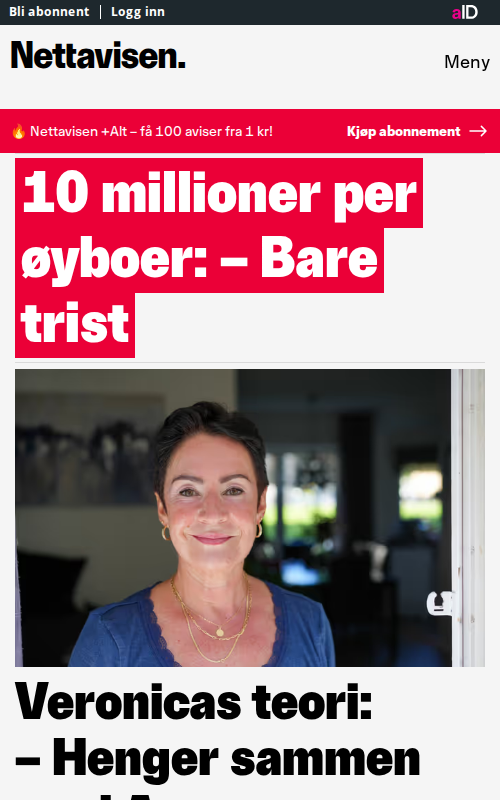 Bli abonnent
Logg inn
aID
Nettavisen.
Meny
🔥 Nettavisen +Alt – få 100 aviser fra 1 kr!
Kjøp abonnement →
10 millioner per
øyboer: – Bare
trist
Veronicas teori:
– Henger sammen